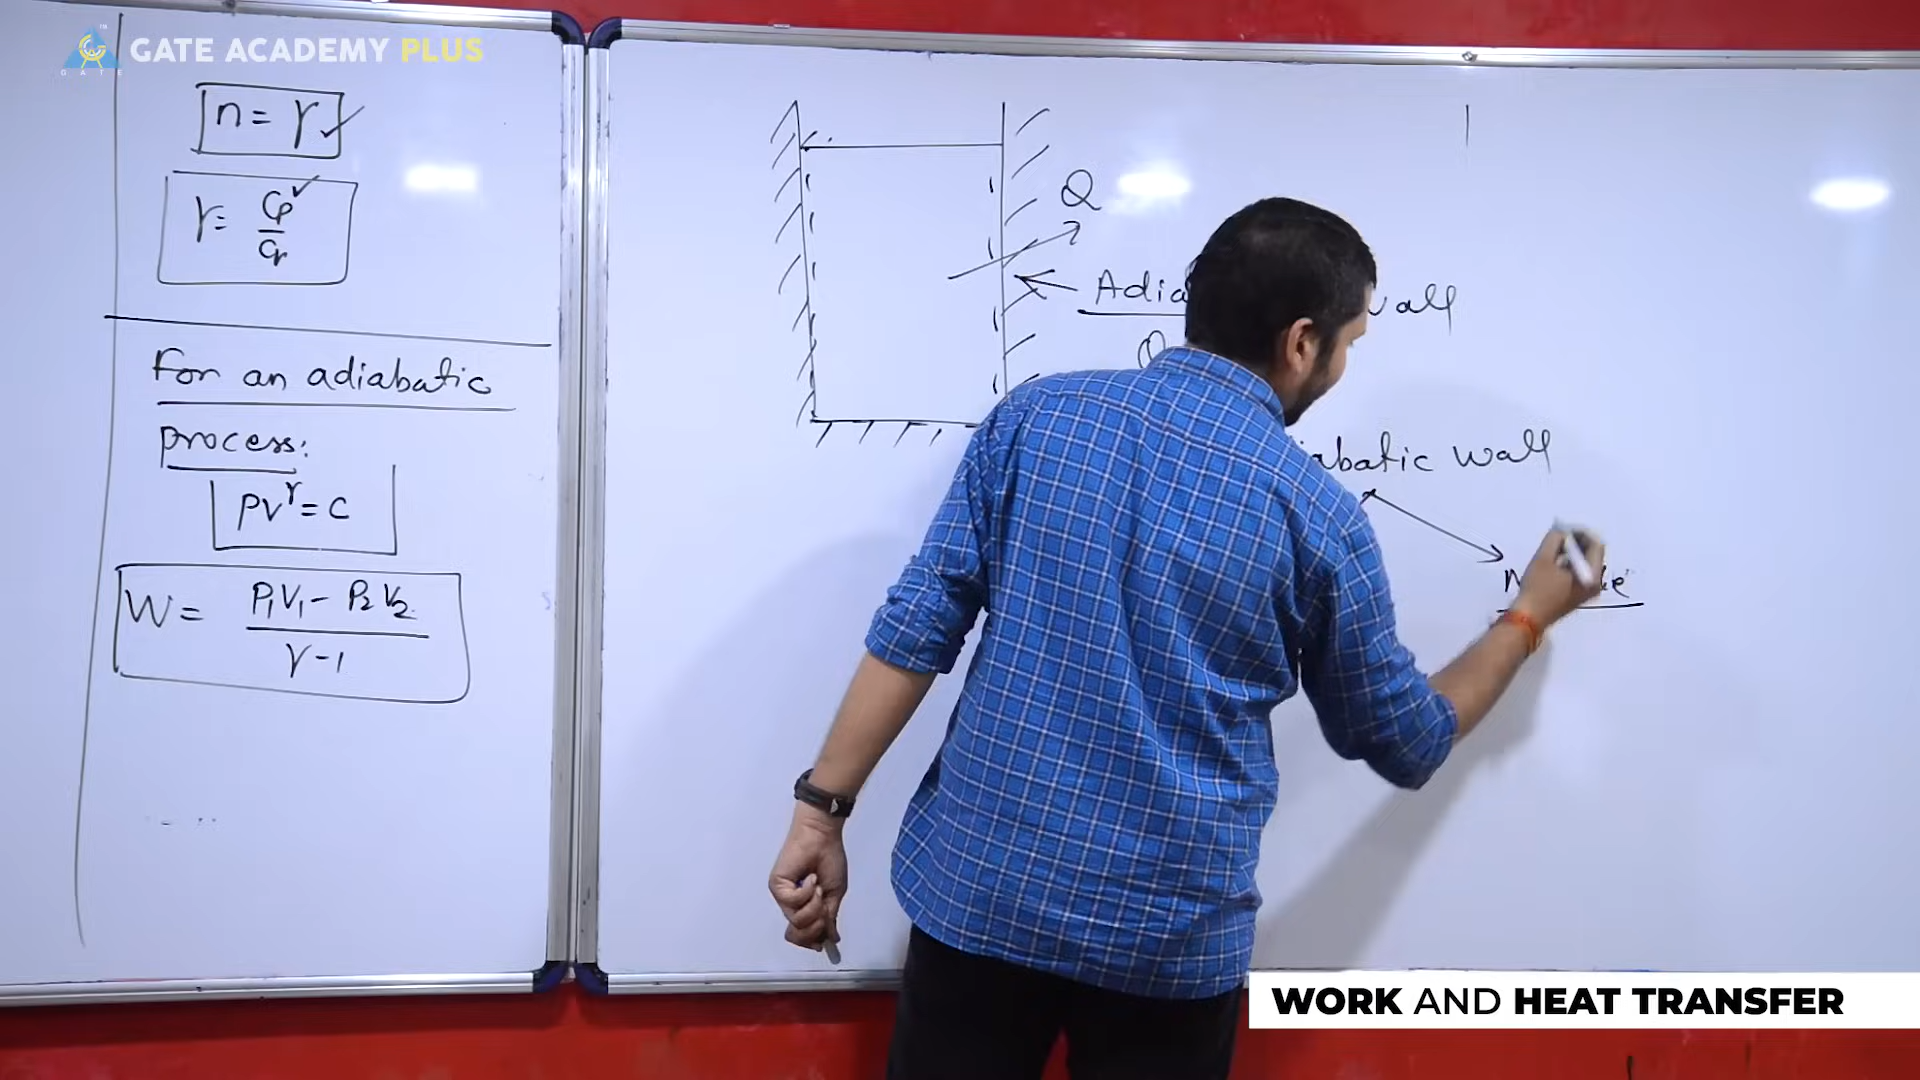 GATE ACADEMY PLUS
GATE
n = γ ✓
γ = Cp/Cv ✓
For an adiabatic
process:
PV^γ = C
W = (P₁V₁ - P₂V₂)/(γ - 1)
Q
wall
wall
WORK AND HEAT TRANSFER